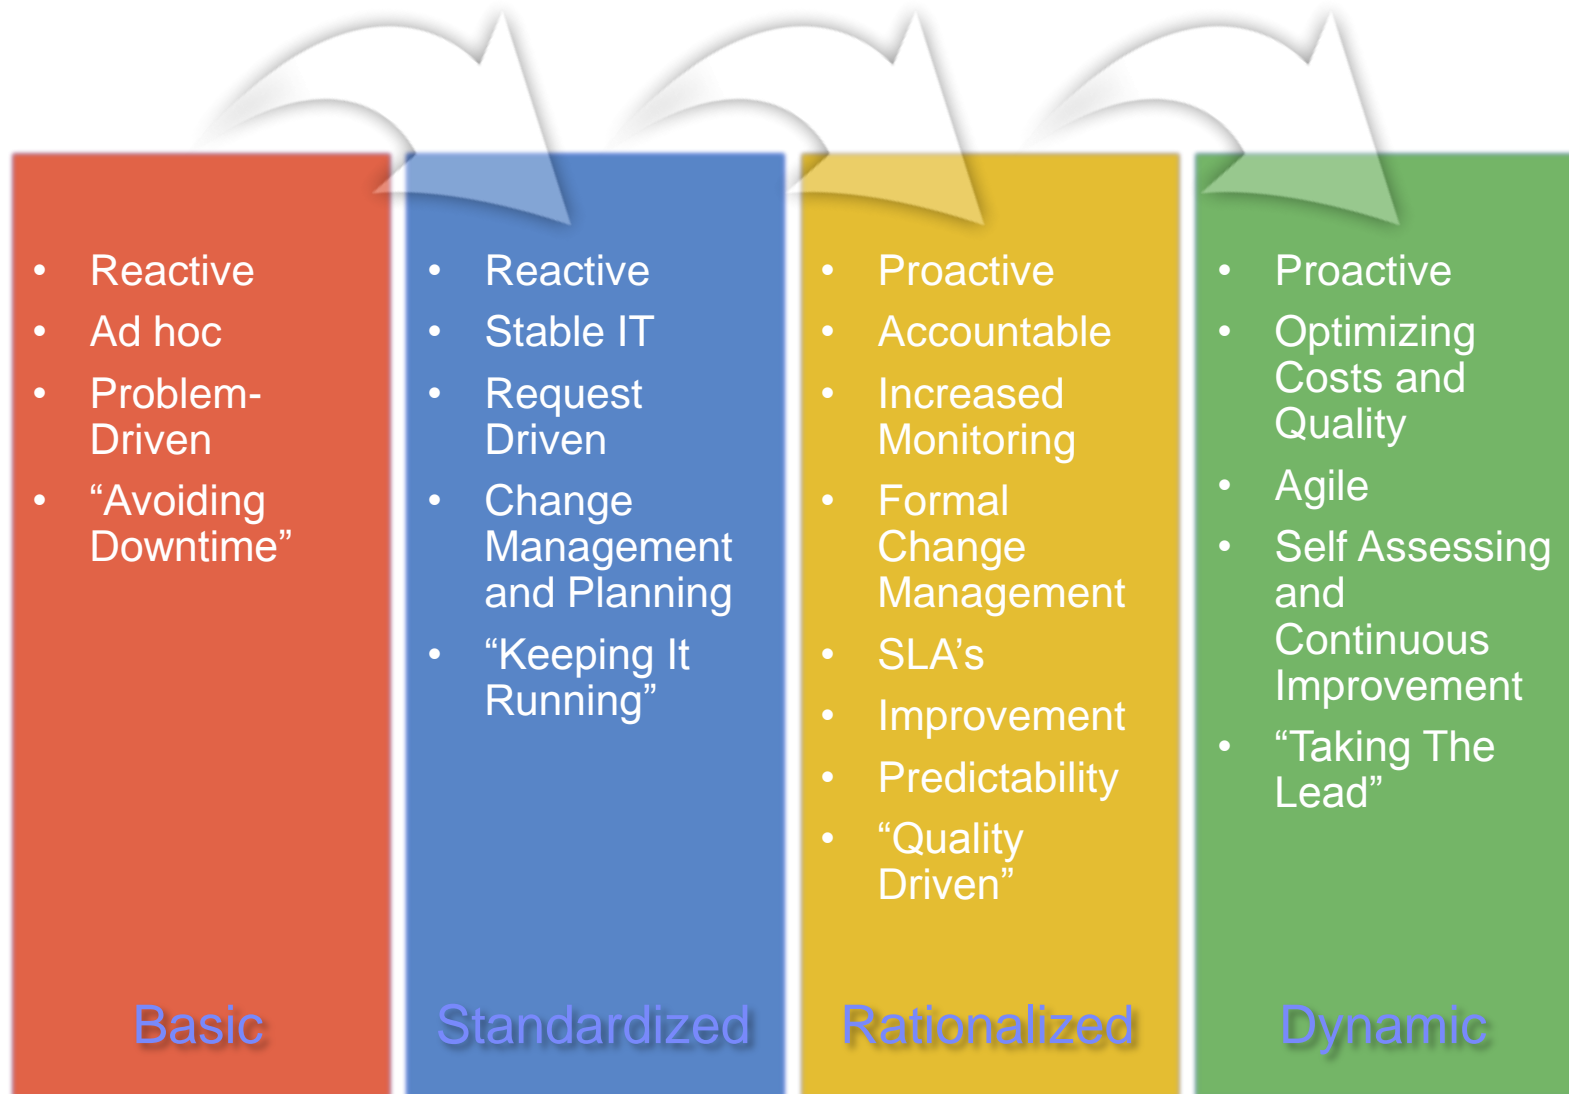 • Reactive
• Ad hoc
• Problem-
Driven
• “Avoiding
Downtime”
Basic
• Reactive
• Stable IT
• Request
Driven
• Change
Management
and Planning
• “Keeping It
Running”
Standardized
• Proactive
• Accountable
• Increased
Monitoring
• Formal
Change
Management
• SLA’s
• Improvement
• Predictability
• “Quality
Driven”
Rationalized
• Proactive
• Optimizing
Costs and
Quality
• Agile
• Self Assessing
and
Continuous
Improvement
• “Taking The
Lead”
Dynamic